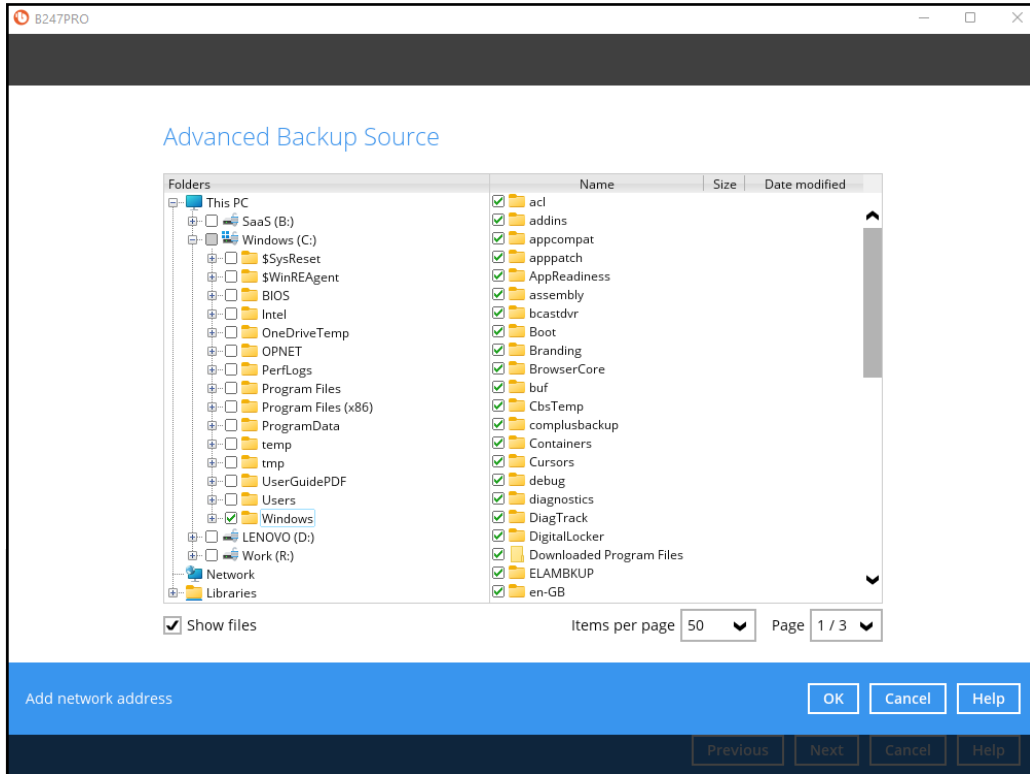 B247PRO
Advanced Backup Source
Folders
This PC
SaaS (B:)
Windows (C:)
$SysReset
$WinREAgent
BIOS
Intel
OneDriveTemp
OPNET
PerfLogs
Program Files
Program Files (x86)
ProgramData
temp
tmp
UserGuidePDF
Users
Windows
LENOVO (D:)
Work (R:)
Network
Libraries
Name Size Date modified
acl
addins
appcompat
apppatch
AppReadiness
assembly
bcastdvr
Boot
Branding
BrowserCore
buf
CbsTemp
complusbackup
Containers
Cursors
debug
diagnostics
DiagTrack
DigitalLocker
Downloaded Program Files
ELAMBKUP
en-GB
Show files
Items per page 50 Page 1 / 3
Add network address
OK Cancel Help
Previous Next Cancel Help